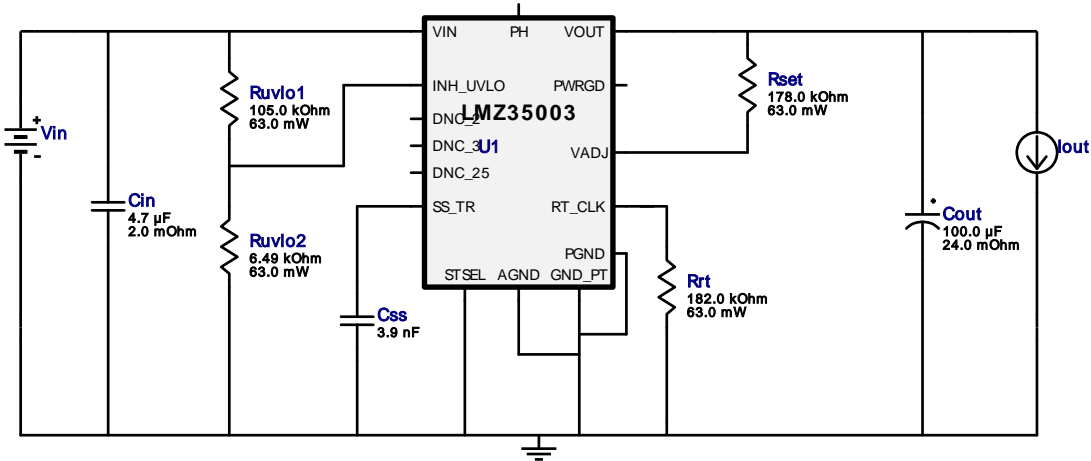 VIN
PH
VOUT
INH_UVLO
PWRGD
LMZ35003
DNC_2
DNC_3
U1
VADJ
DNC_25
SS_TR
RT_CLK
PGND
STSEL
AGND
GND_PT
+
Vin
-
Cin
4.7 µF
2.0 mOhm
Ruvlo1
105.0 kOhm
63.0 mW
Ruvlo2
6.49 kOhm
63.0 mW
Css
3.9 nF
Rset
178.0 kOhm
63.0 mW
Rrt
182.0 kOhm
63.0 mW
Cout
100.0 µF
24.0 mOhm
Iout